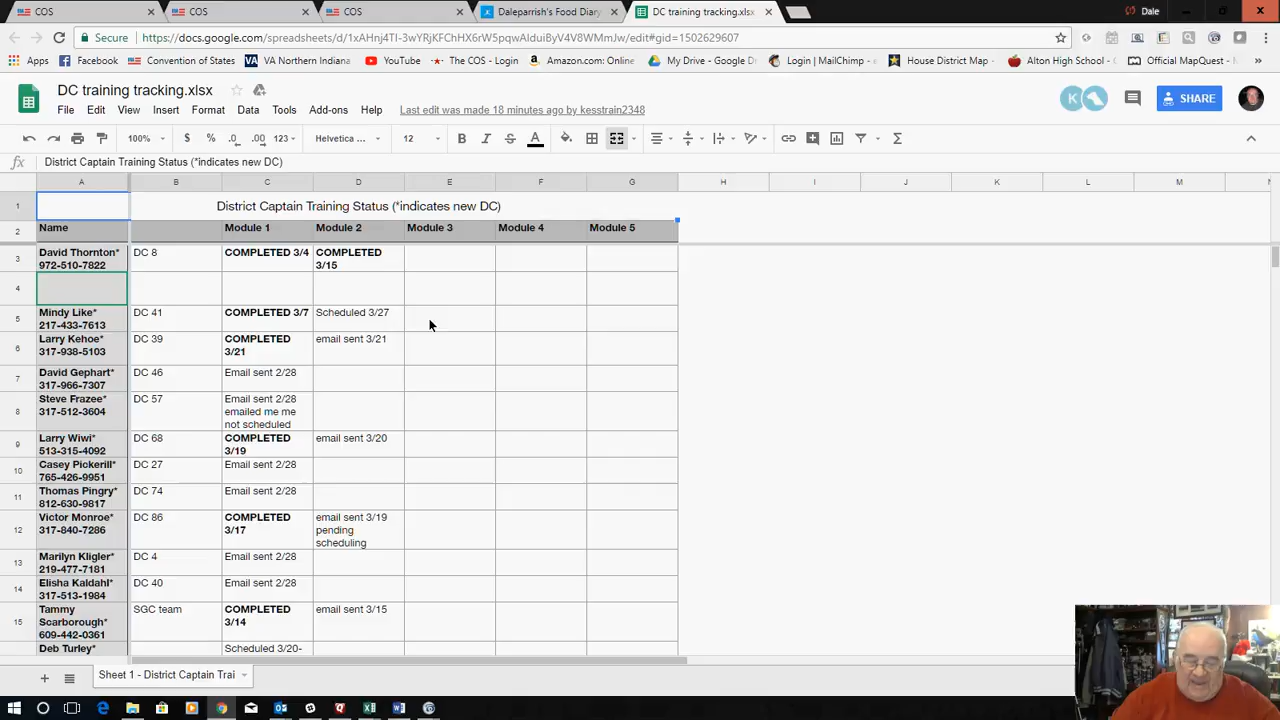 COS
COS
COS
Daleparrish's Food Diary
DC training tracking.xlsx
Dale
Secure
https://docs.google.com/spreadsheets/d/1xAHnj4TI-3wYRjKFChHX6rW5pqwAlduiByV4V8WMmJw/edit#gid=1502629607
Apps
Facebook
Convention of States
VA Northern Indiana
YouTube
The COS - Login
Amazon.com: Online
My Drive - Google D
Login | MailChimp -
House District Map -
Alton High School -
Official MapQuest -
DC training tracking.xlsx
File Edit View Insert Format Data Tools Add-ons Help
Last edit was made 18 minutes ago by kesstrain2348
K
SHARE
100% $ % .0 .00 123 Helvetica ... 12 B I S A
fx District Captain Training Status (*indicates new DC)
A B C D E F G H I J K L M
1 District Captain Training Status (*indicates new DC)
2 Name Module 1 Module 2 Module 3 Module 4 Module 5
3 David Thornton* 972-510-7822 DC 8 COMPLETED 3/4 COMPLETED 3/15
4
5 Mindy Like* 217-433-7613 DC 41 COMPLETED 3/7 Scheduled 3/27
6 Larry Kehoe* 317-938-5103 DC 39 COMPLETED 3/21 email sent 3/21
7 David Gephart* 317-966-7307 DC 46 Email sent 2/28
8 Steve Frazee* 317-512-3604 DC 57 Email sent 2/28 emailed me me not scheduled
9 Larry Wiwi* 513-315-4092 DC 68 COMPLETED 3/19 email sent 3/20
10 Casey Pickerill* 765-426-9951 DC 27 Email sent 2/28
11 Thomas Pingry* 812-630-9817 DC 74 Email sent 2/28
12 Victor Monroe* 317-840-7286 DC 86 COMPLETED 3/17 email sent 3/19 pending scheduling
13 Marilyn Kligler* 219-477-7181 DC 4 Email sent 2/28
14 Elisha Kaldahl* 317-513-1984 DC 40 Email sent 2/28
15 Tammy Scarborough* 609-442-0361 SGC team COMPLETED 3/14 email sent 3/15
Deb Turley* Scheduled 3/20-
Sheet 1 - District Captain Trai